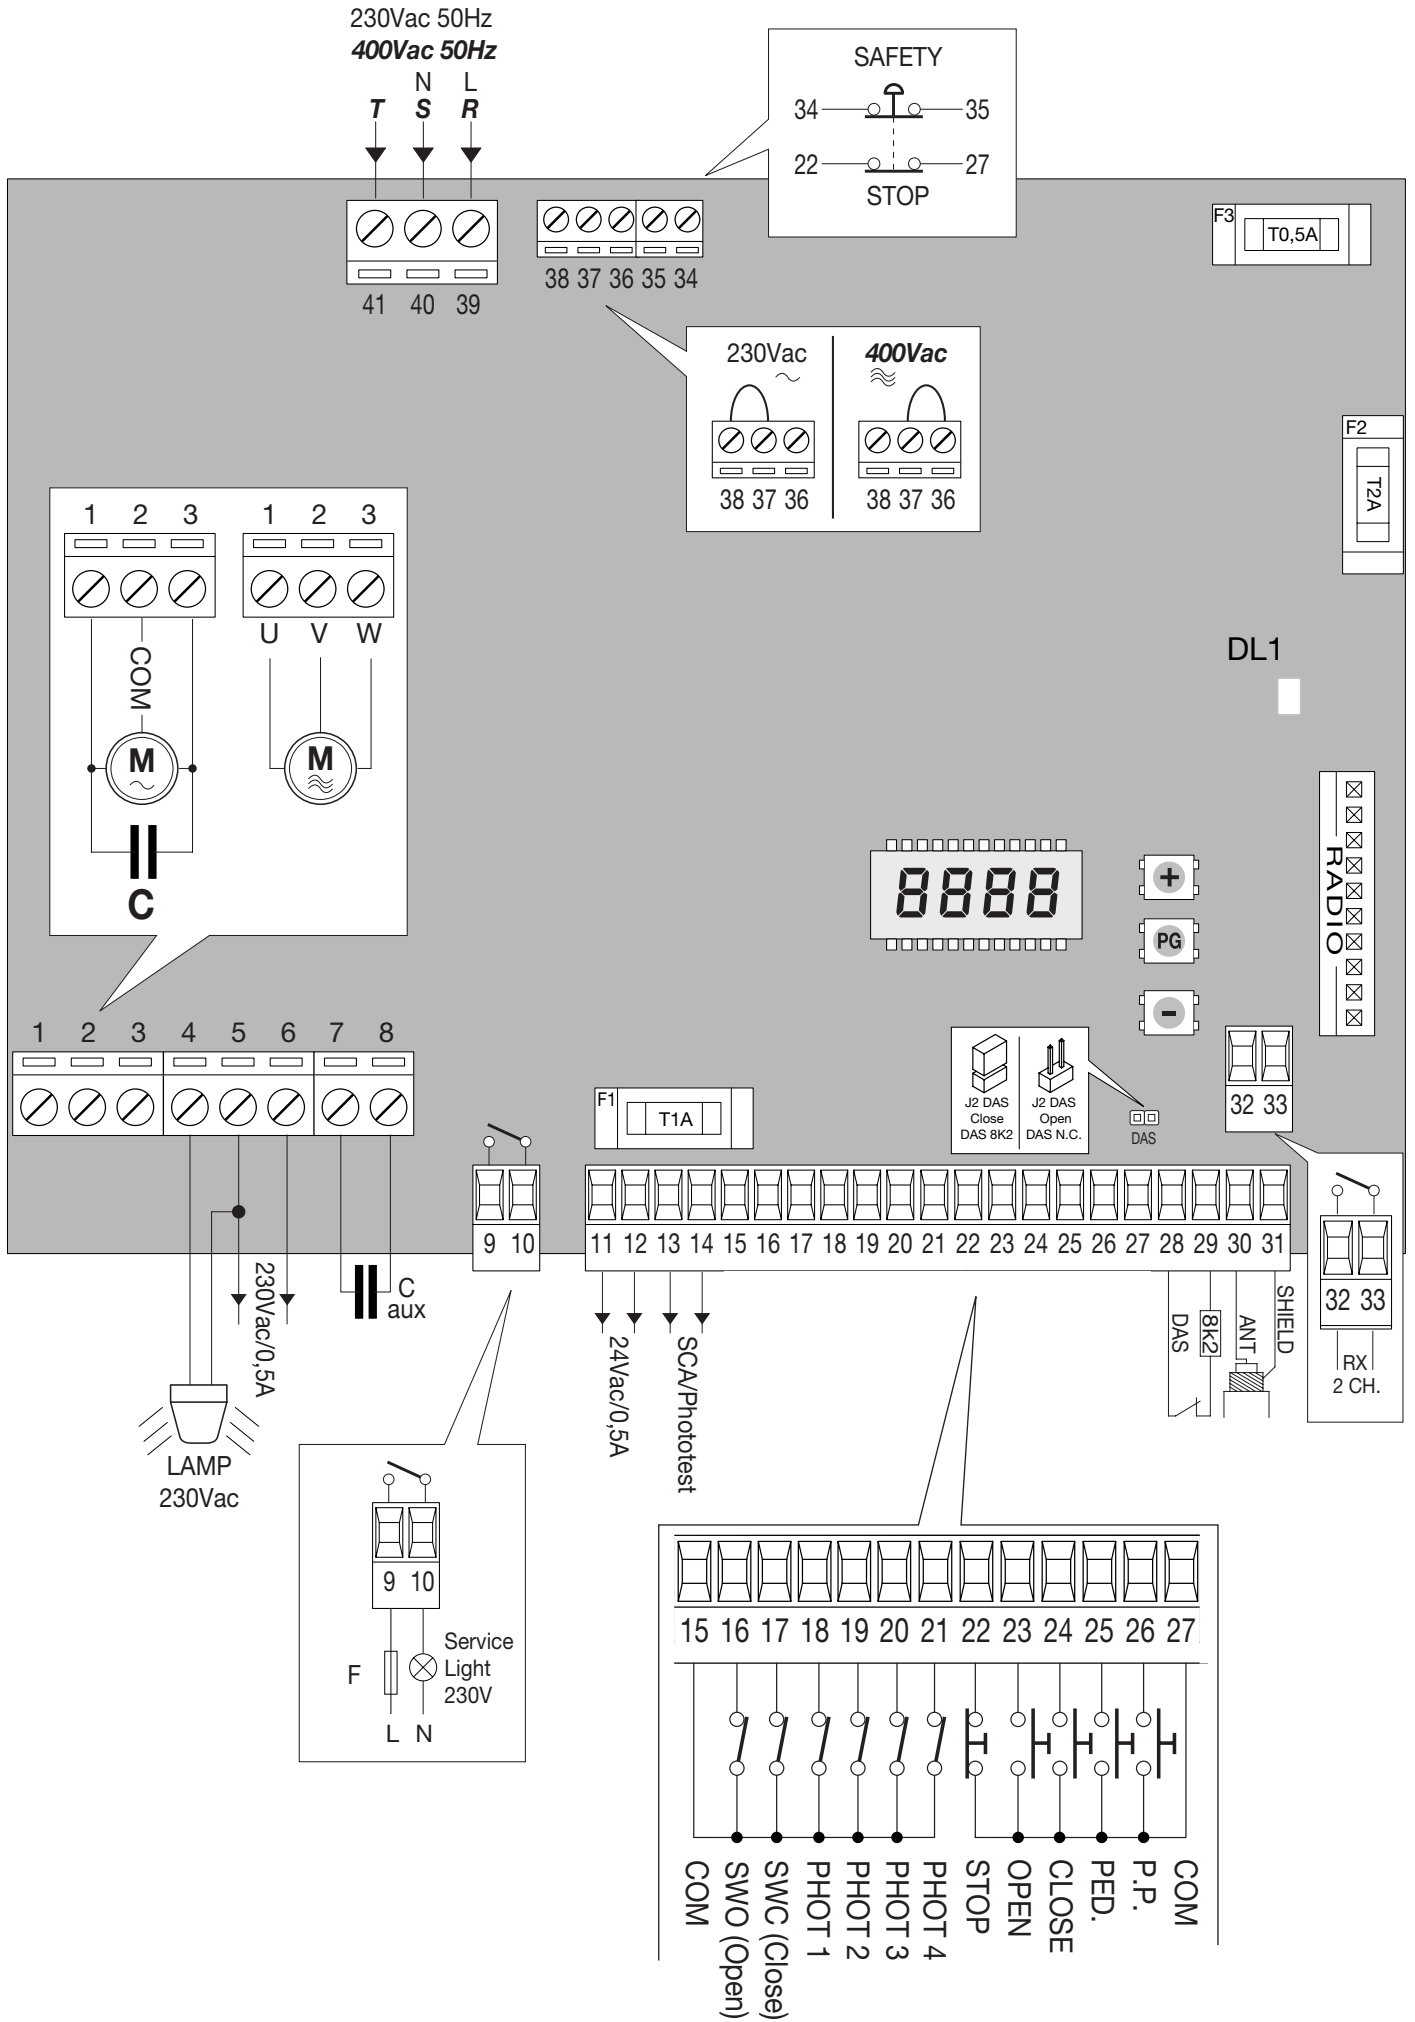 230Vac 50Hz
400Vac 50Hz
N L
T S R
SAFETY
34 35
22 27
STOP
F3 T0,5A
41 40 39
38 37 36 35 34
230Vac
38 37 36
400Vac
38 37 36
F2
T2A
1 2 3
COM
M
C
1 2 3
U V W
M
DL1
RADIO
8888
+
PG
-
1 2 3 4 5 6 7 8
F1 T1A
J2 DAS
Close
DAS 8K2
J2 DAS
Open
DAS N.C.
DAS
32 33
9 10
11 12 13 14 15 16 17 18 19 20 21 22 23 24 25 26 27 28 29 30 31
230Vac/0,5A
C
aux
24Vac/0,5A
SCA/Phototest
DAS
8k2
ANT
SHIELD
32 33
RX
2 CH.
LAMP
230Vac
9 10
F
Service
Light
230V
L N
15 16 17 18 19 20 21 22 23 24 25 26 27
COM
SWO (Open)
SWC (Close)
PHOT 1
PHOT 2
PHOT 3
PHOT 4
STOP
OPEN
CLOSE
PED.
P.P.
COM